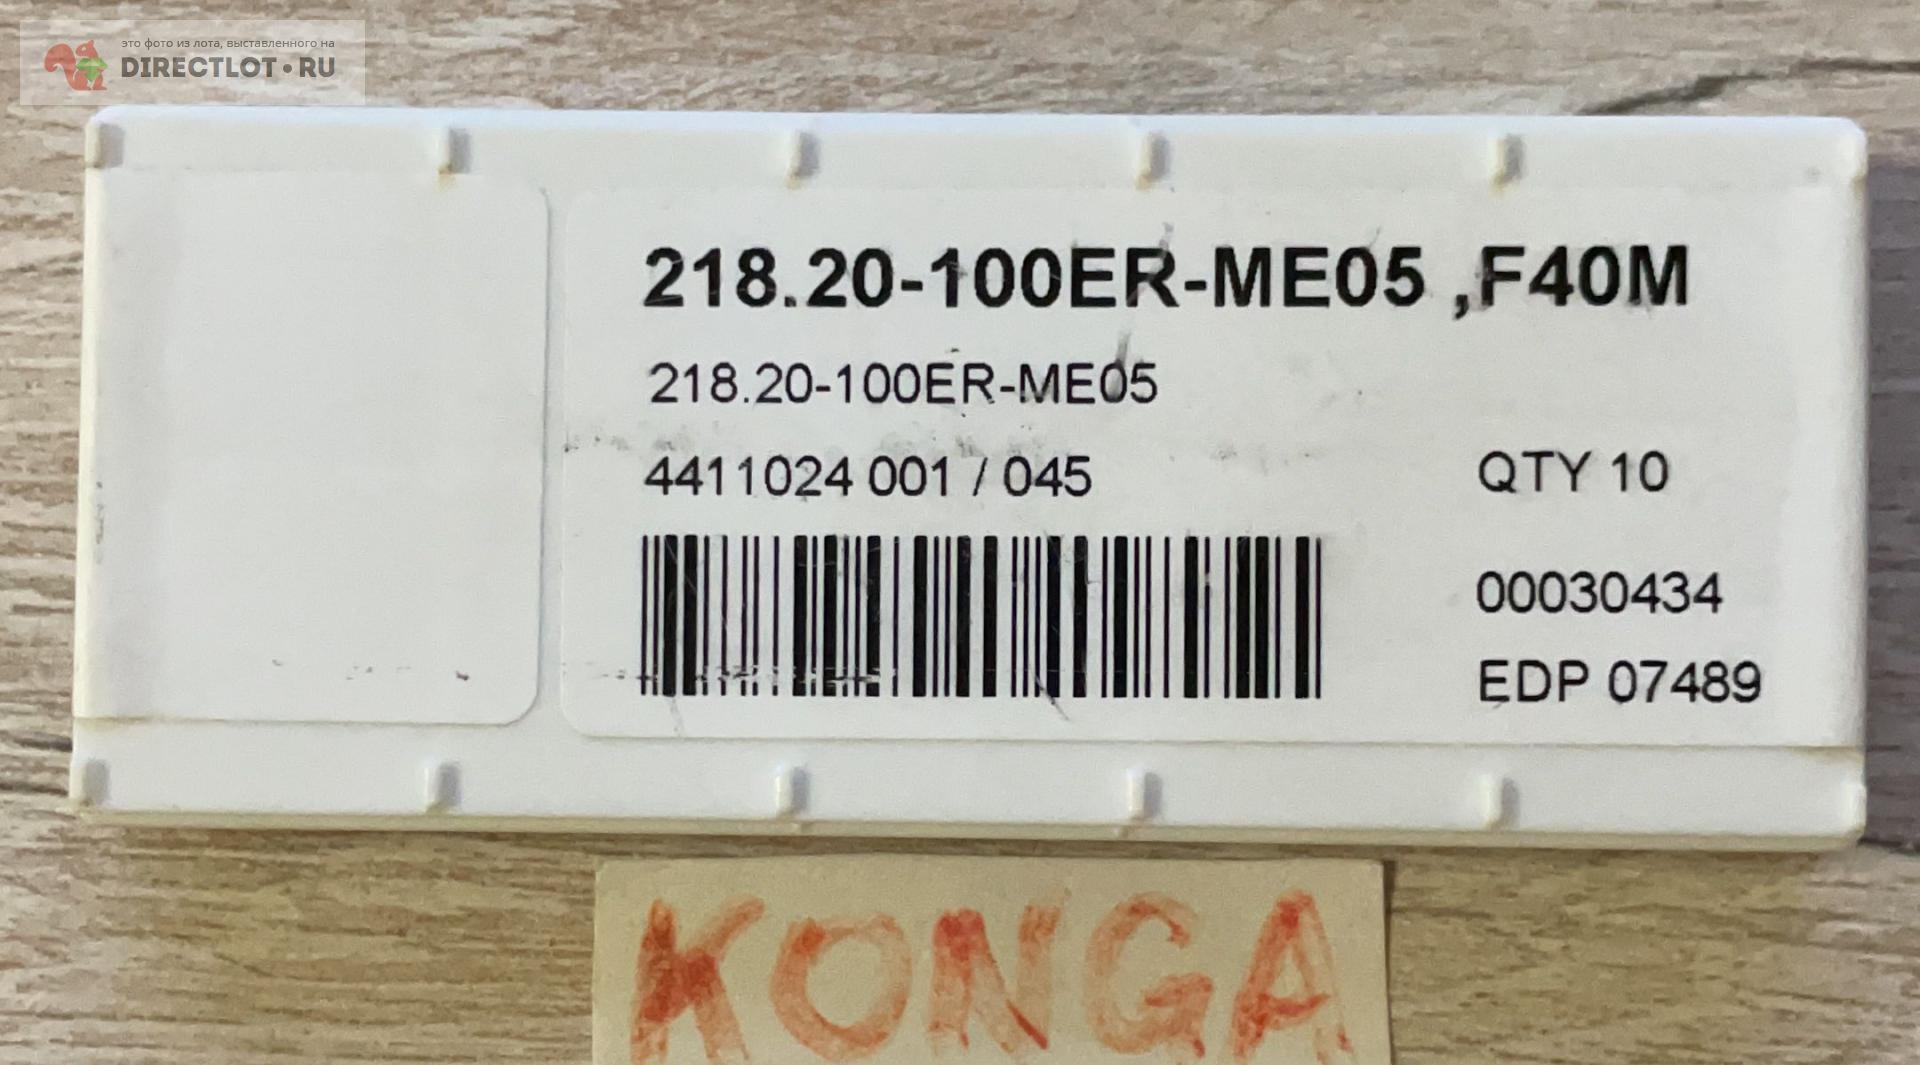 это фото из лота, выставленного на
DIRECTLOT•RU
218.20-100ER-ME05 ,F40M
218.20-100ER-ME05
4411024 001 / 045
QTY 10
00030434
EDP 07489
KONGA